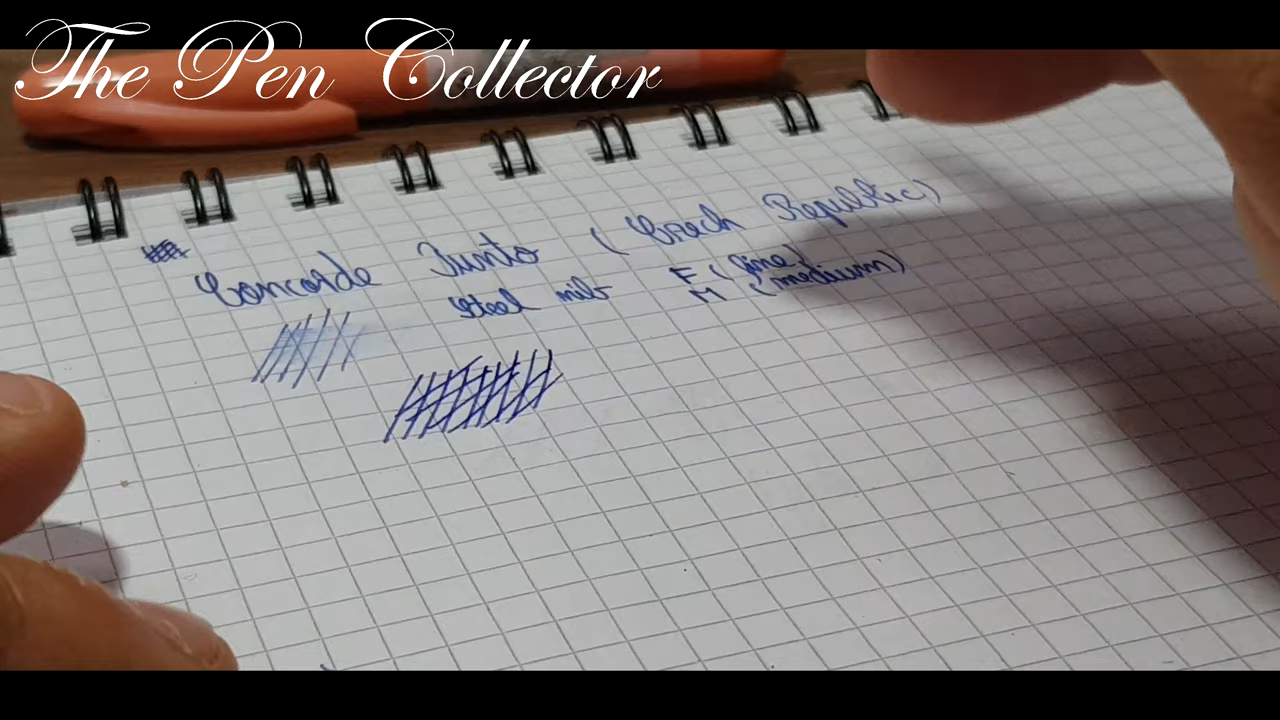 The Pen Collector
Concorde Junto (Czech Republic)
Steel nib F (fine)
M (medium)